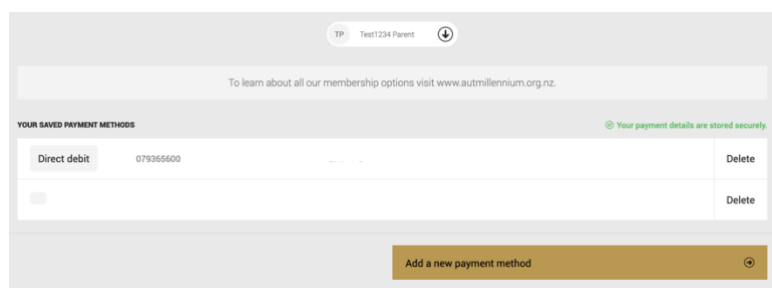 TP Test1234 Parent
To learn about all our membership options visit www.autmillennium.org.nz.
YOUR SAVED PAYMENT METHODS Your payment details are stored securely.
Direct debit 079365600 Delete
Delete
Add a new payment method